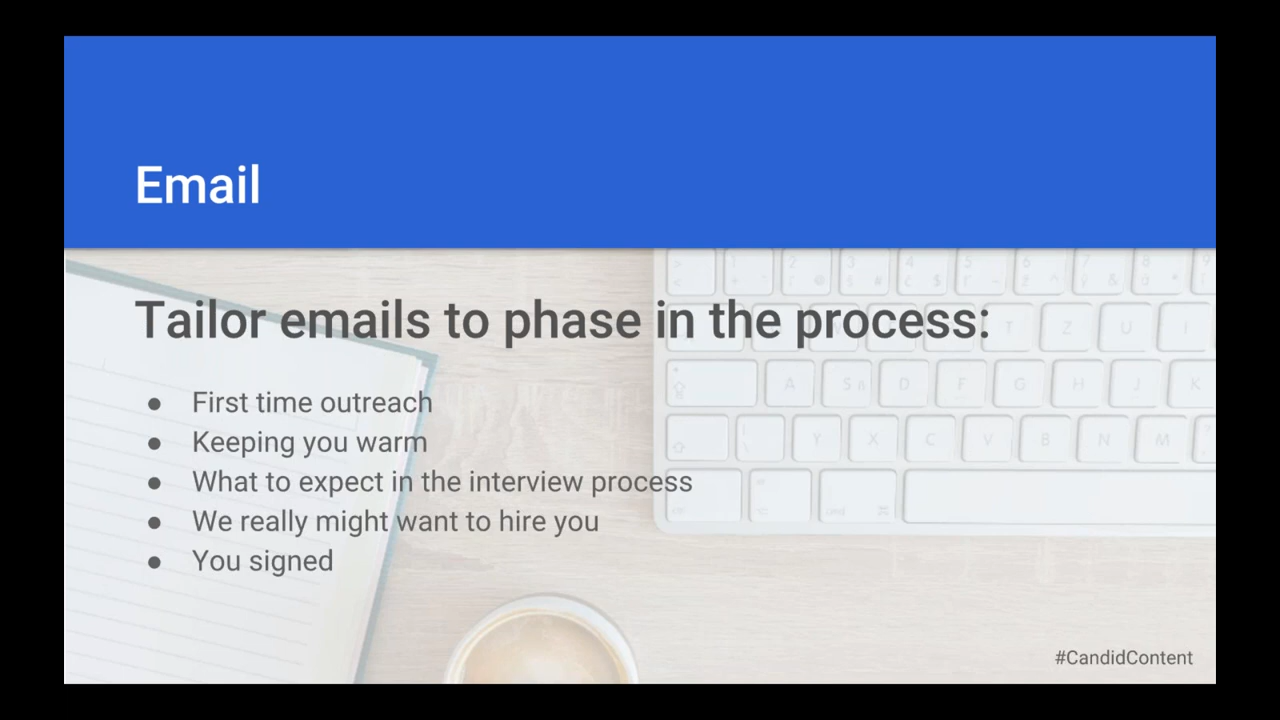 Email
Tailor emails to phase in the process:
● First time outreach
● Keeping you warm
● What to expect in the interview process
● We really might want to hire you
● You signed
#CandidContent